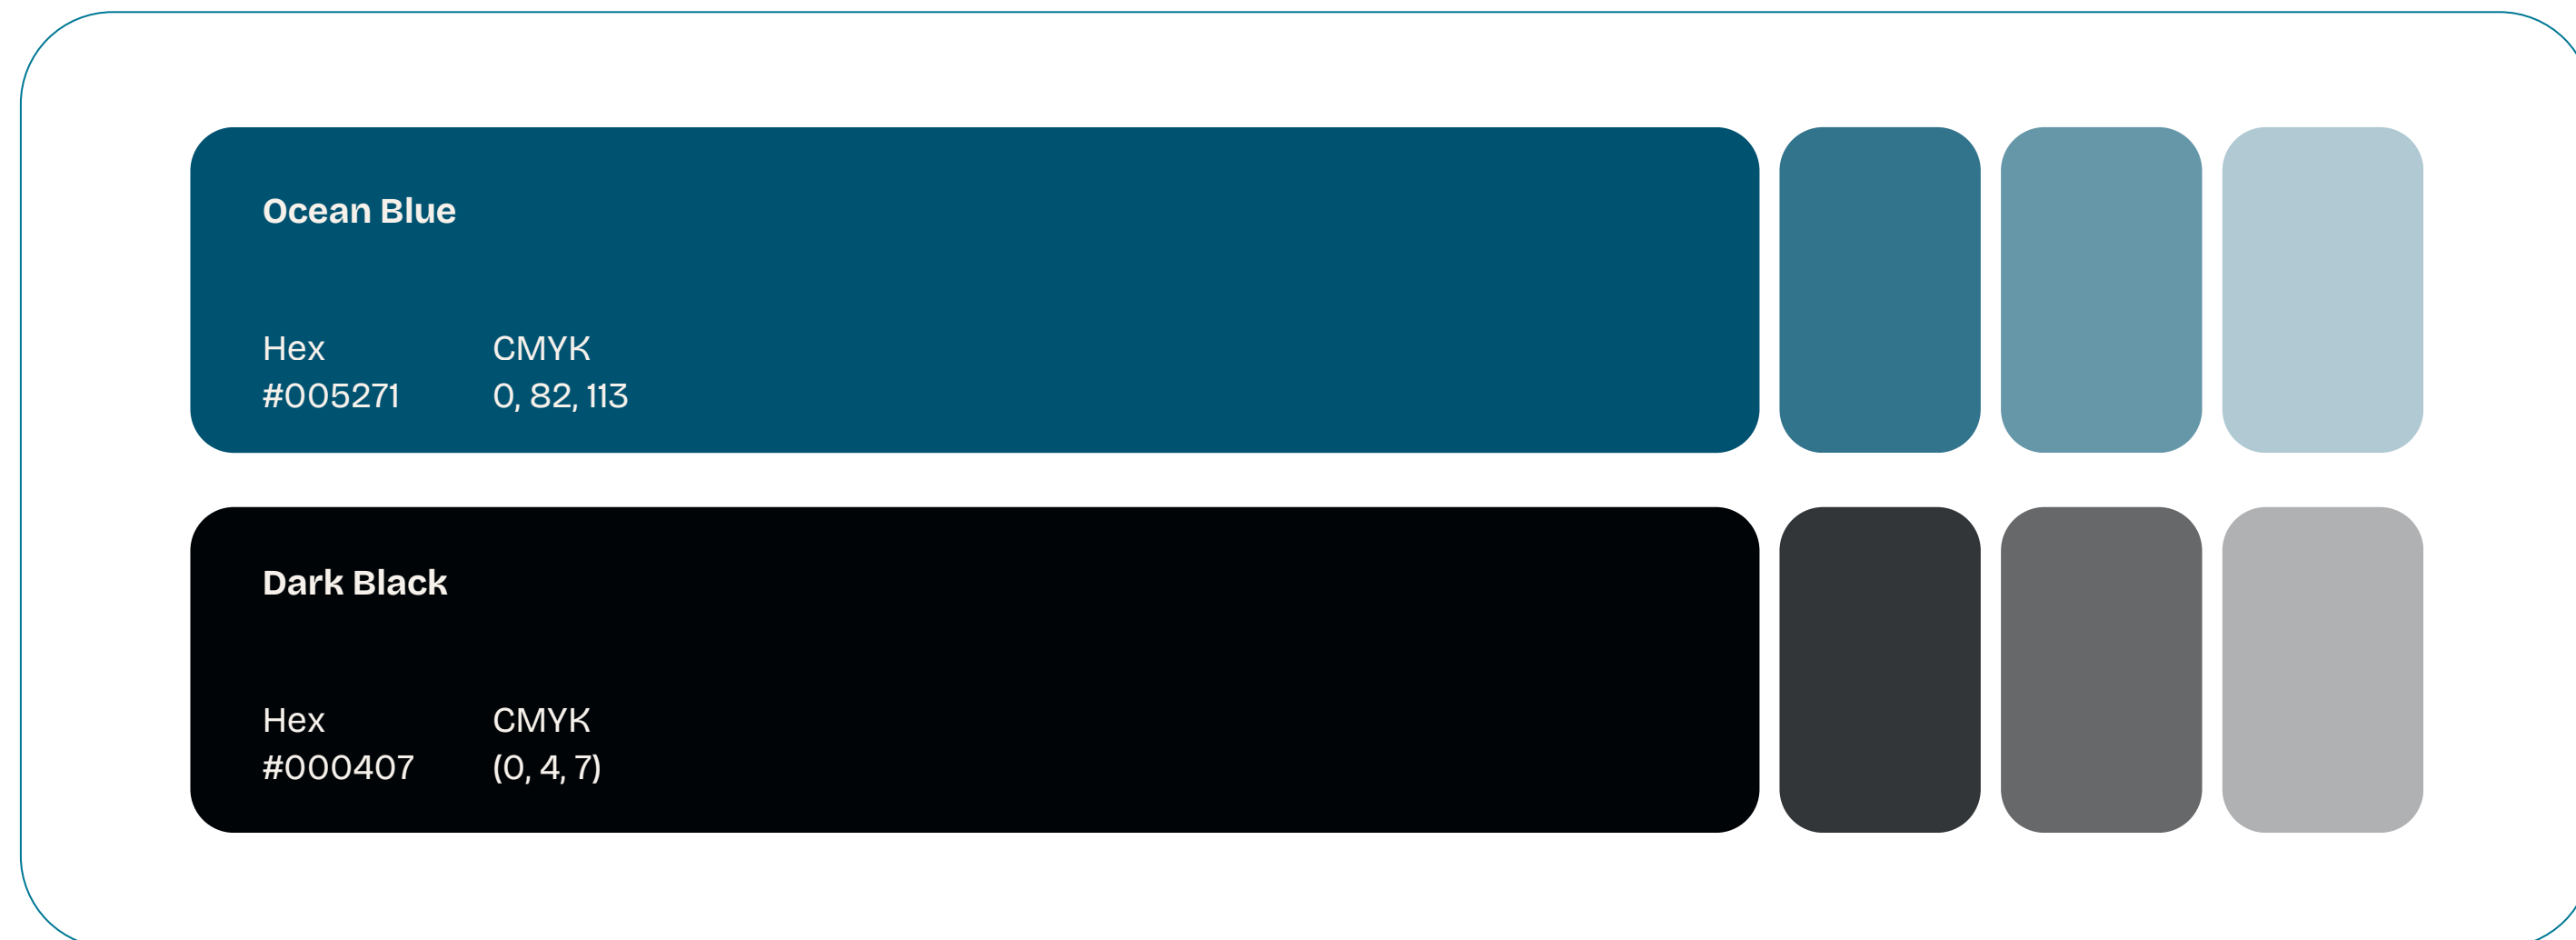 Ocean Blue
Hex CMYK
#005271 0, 82, 113
Dark Black
Hex CMYK
#000407 (0, 4, 7)